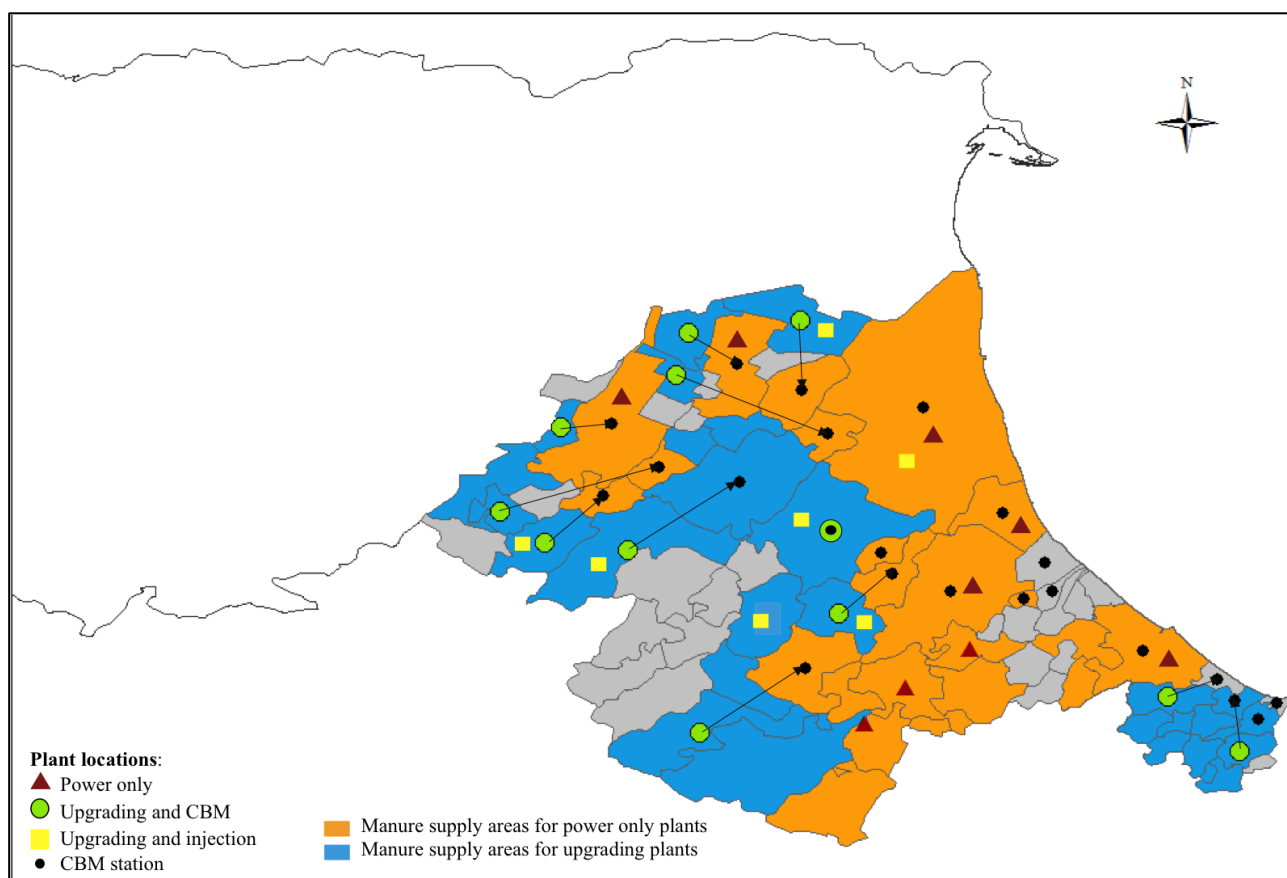 N
Plant locations:
Power only
Upgrading and CBM
Upgrading and injection
CBM station
Manure supply areas for power only plants
Manure supply areas for upgrading plants